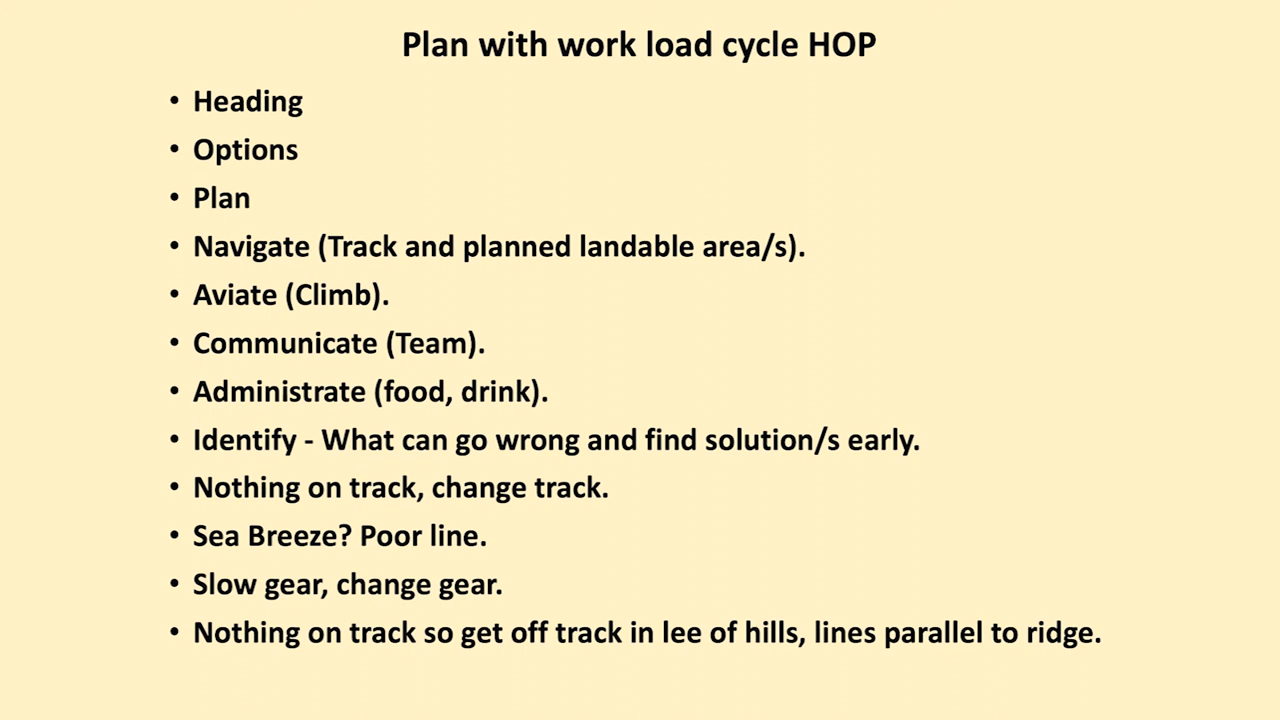 Plan with work load cycle HOP
• Heading
• Options
• Plan
• Navigate (Track and planned landable area/s).
• Aviate (Climb).
• Communicate (Team).
• Administrate (food, drink).
• Identify - What can go wrong and find solution/s early.
• Nothing on track, change track.
• Sea Breeze? Poor line.
• Slow gear, change gear.
• Nothing on track so get off track in lee of hills, lines parallel to ridge.